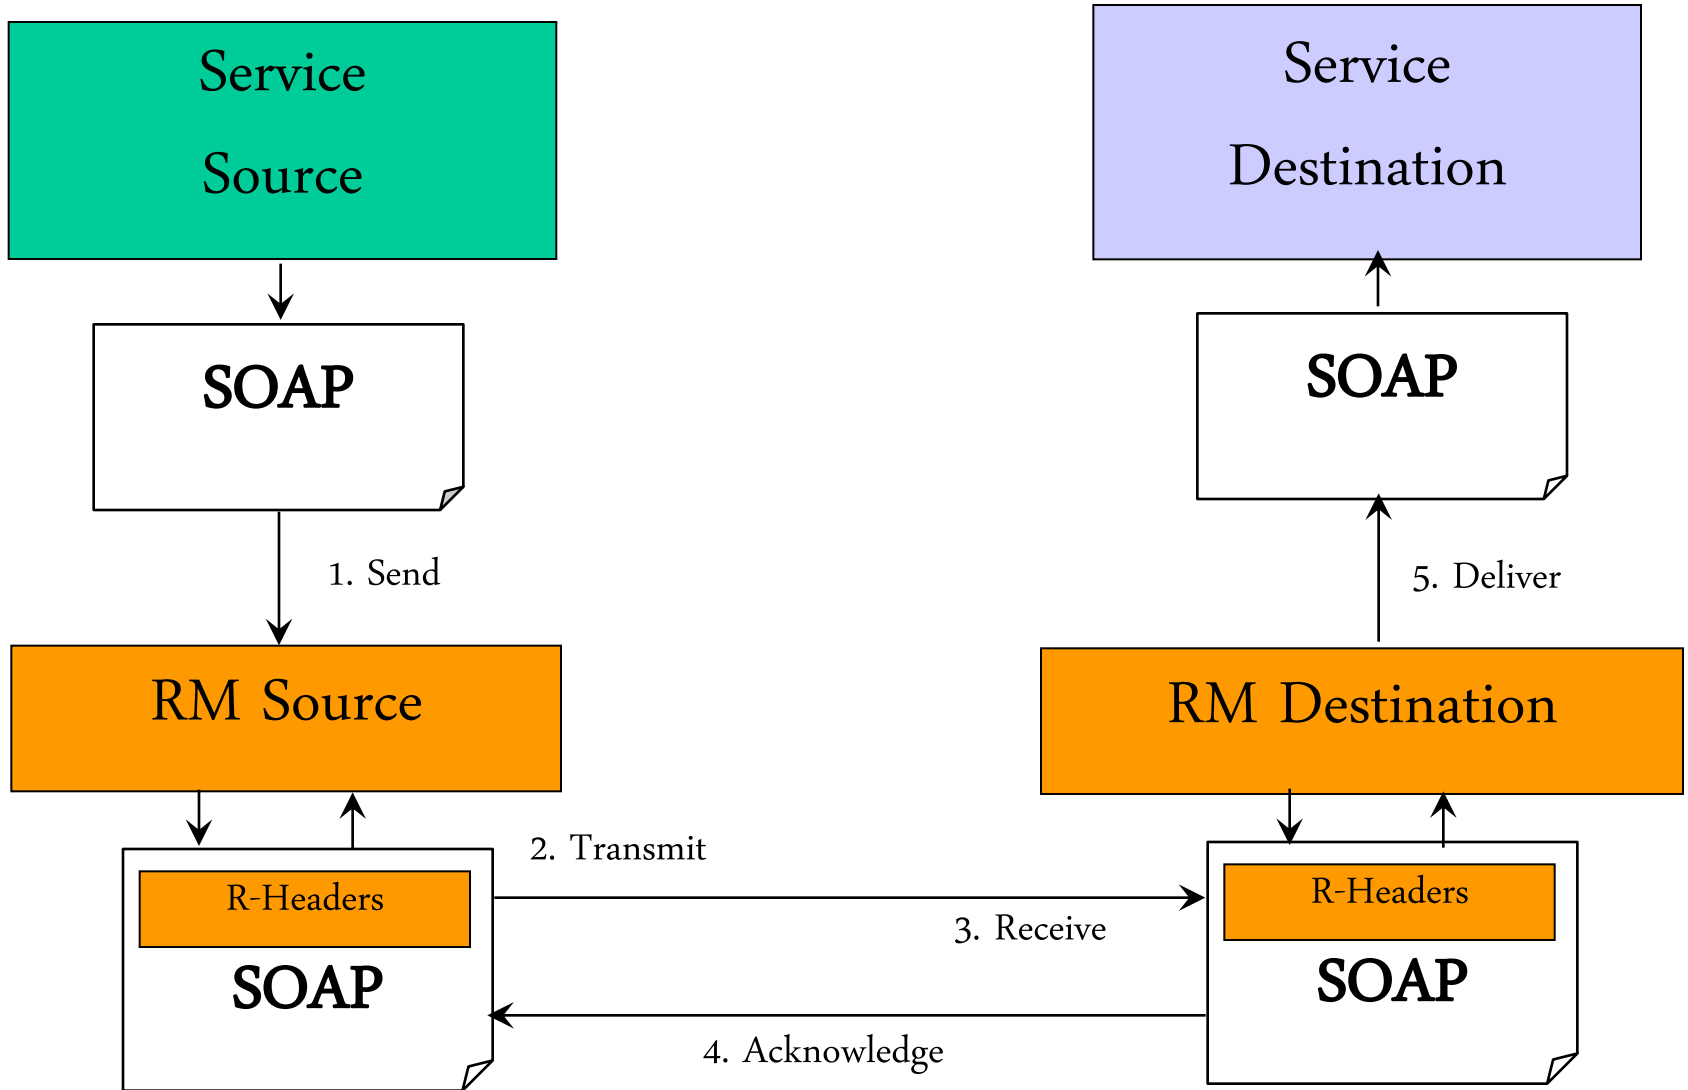 Service
Source
Service
Destination
SOAP
SOAP
1. Send
5. Deliver
RM Source
RM Destination
2. Transmit
R-Headers
R-Headers
3. Receive
SOAP
SOAP
4. Acknowledge